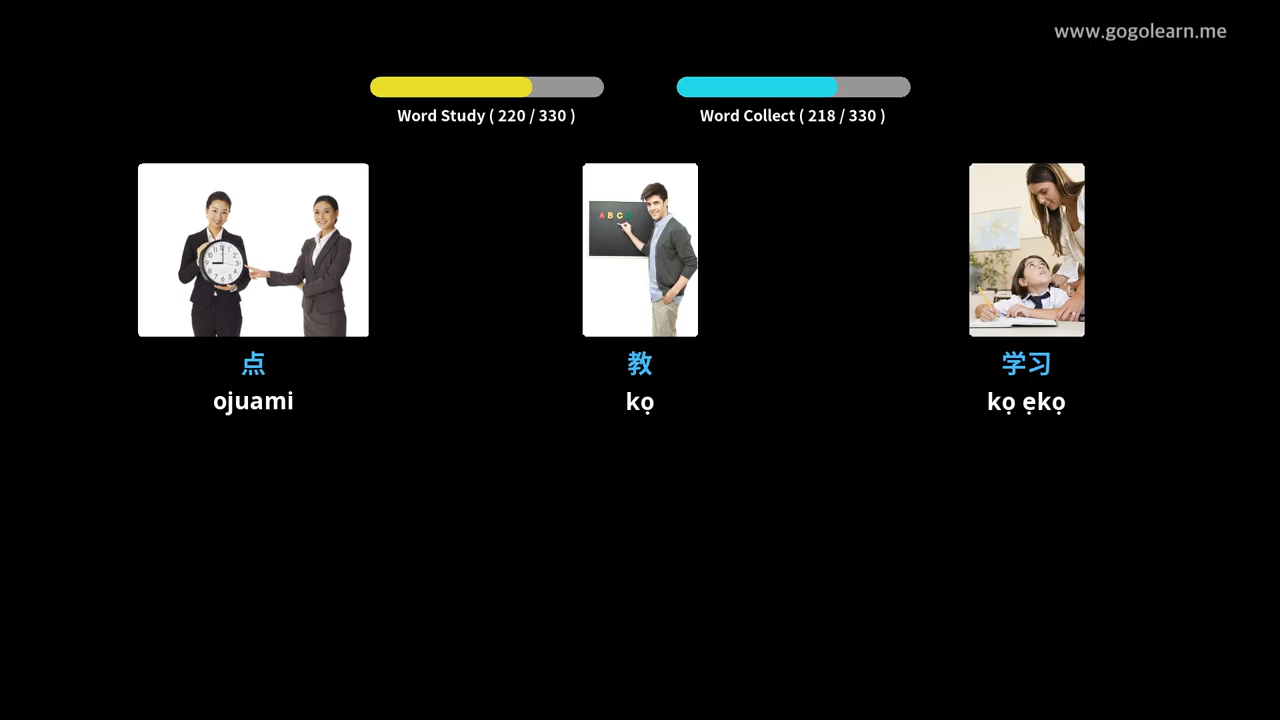 www.gogolearn.me
Word Study ( 220 / 330 )
Word Collect ( 218 / 330 )
A B C D
点
教
学习
ojuami
kọ
kọ ẹkọ